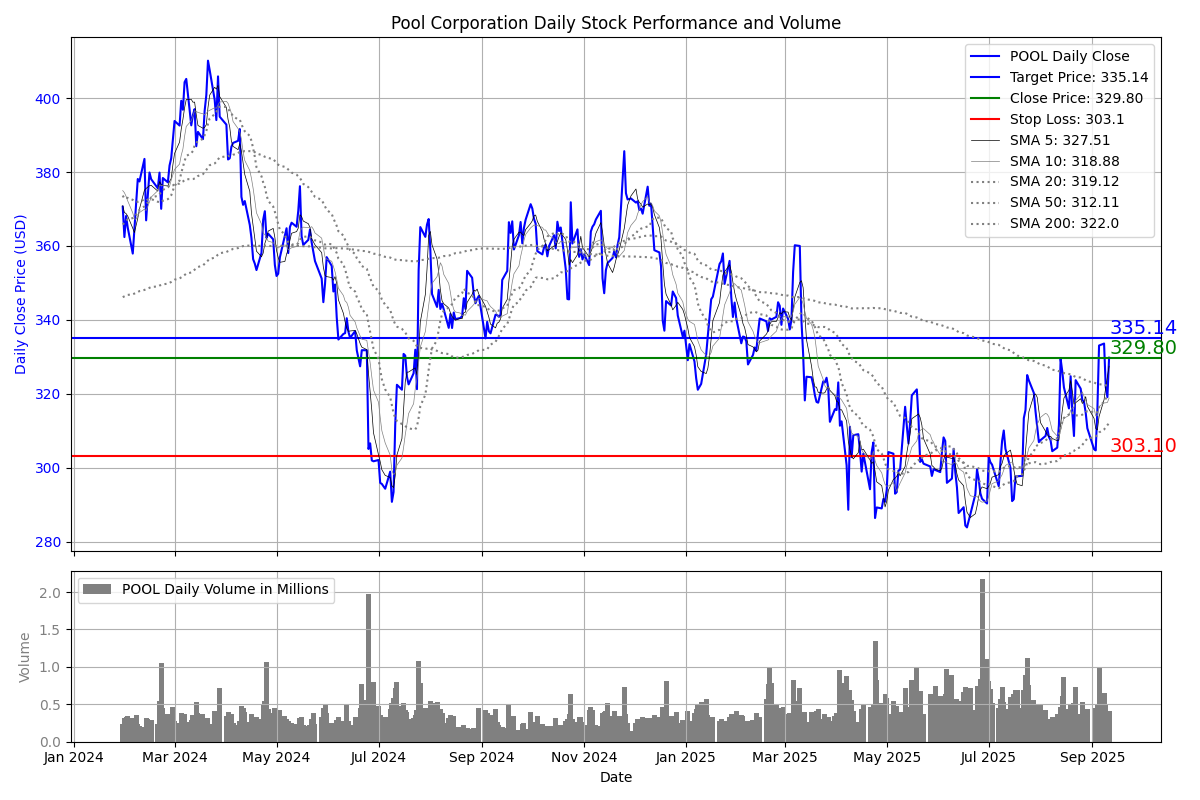 Pool Corporation Daily Stock Performance and Volume
Daily Close Price (USD)
400
380
360
340
320
300
280
POOL Daily Close
Target Price: 335.14
Close Price: 329.80
Stop Loss: 303.1
SMA 5: 327.51
SMA 10: 318.88
SMA 20: 319.12
SMA 50: 312.11
SMA 200: 322.0
335.14
329.80
303.10
Volume
2.0
1.5
1.0
0.5
0.0
POOL Daily Volume in Millions
Jan 2024
Mar 2024
May 2024
Jul 2024
Sep 2024
Nov 2024
Jan 2025
Mar 2025
May 2025
Jul 2025
Sep 2025
Date